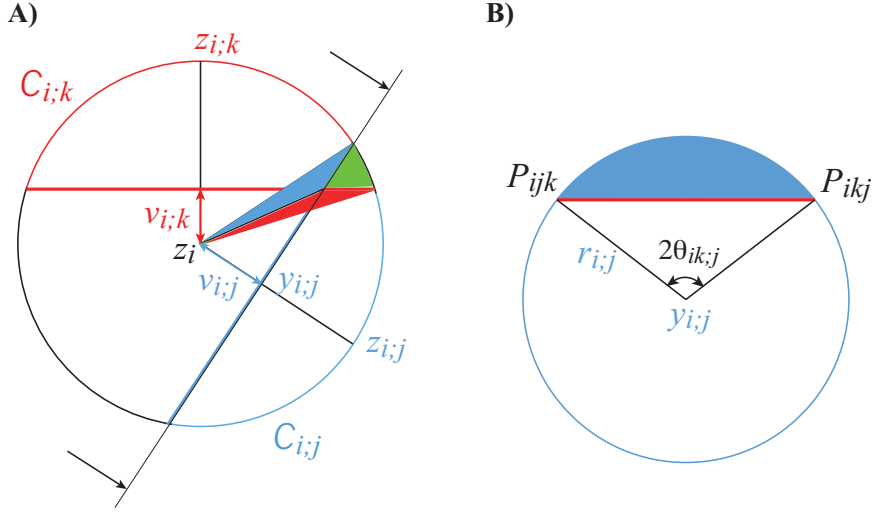 A)
B)
z_{i;k}
C_{i;k}
P_{ijk}
P_{ikj}
v_{i;k}
z_i
2θ_{ik;j}
r_{i;j}
v_{i;j}
y_{i;j}
y_{i;j}
z_{i;j}
C_{i;j}